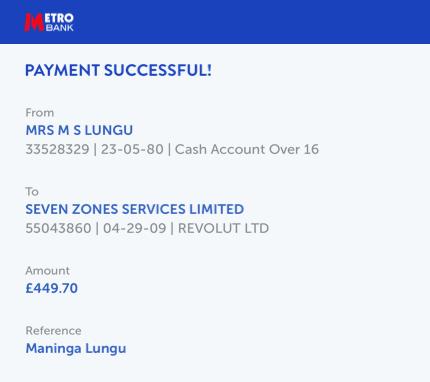 METRO
BANK
PAYMENT SUCCESSFUL!
From
MRS M S LUNGU
33528329 | 23-05-80 | Cash Account Over 16
To
SEVEN ZONES SERVICES LIMITED
55043860 | 04-29-09 | REVOLUT LTD
Amount
£449.70
Reference
Maninga Lungu